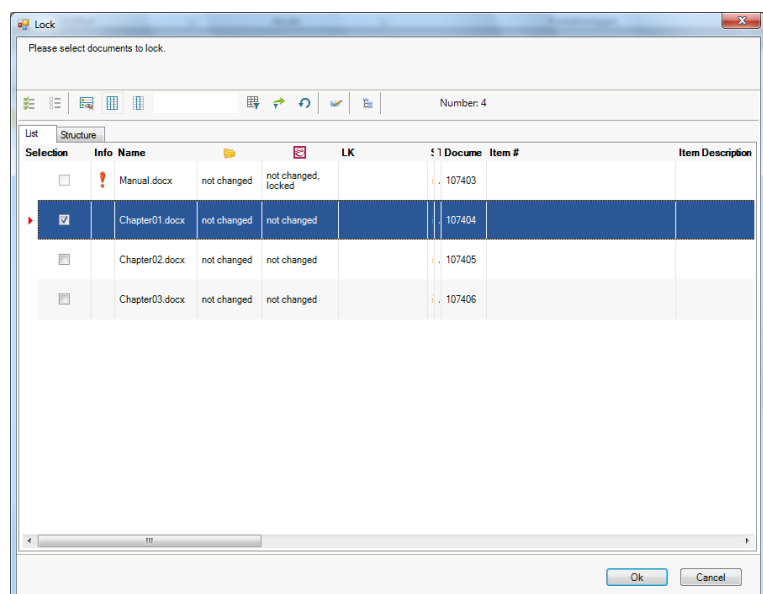 Lock
Please select documents to lock.
Number: 4
List Structure
Selection Info Name LK Docume Item # Item Description
Manual.docx not changed not changed, locked 107403
Chapter01.docx not changed not changed 107404
Chapter02.docx not changed not changed 107405
Chapter03.docx not changed not changed 107406
Ok Cancel